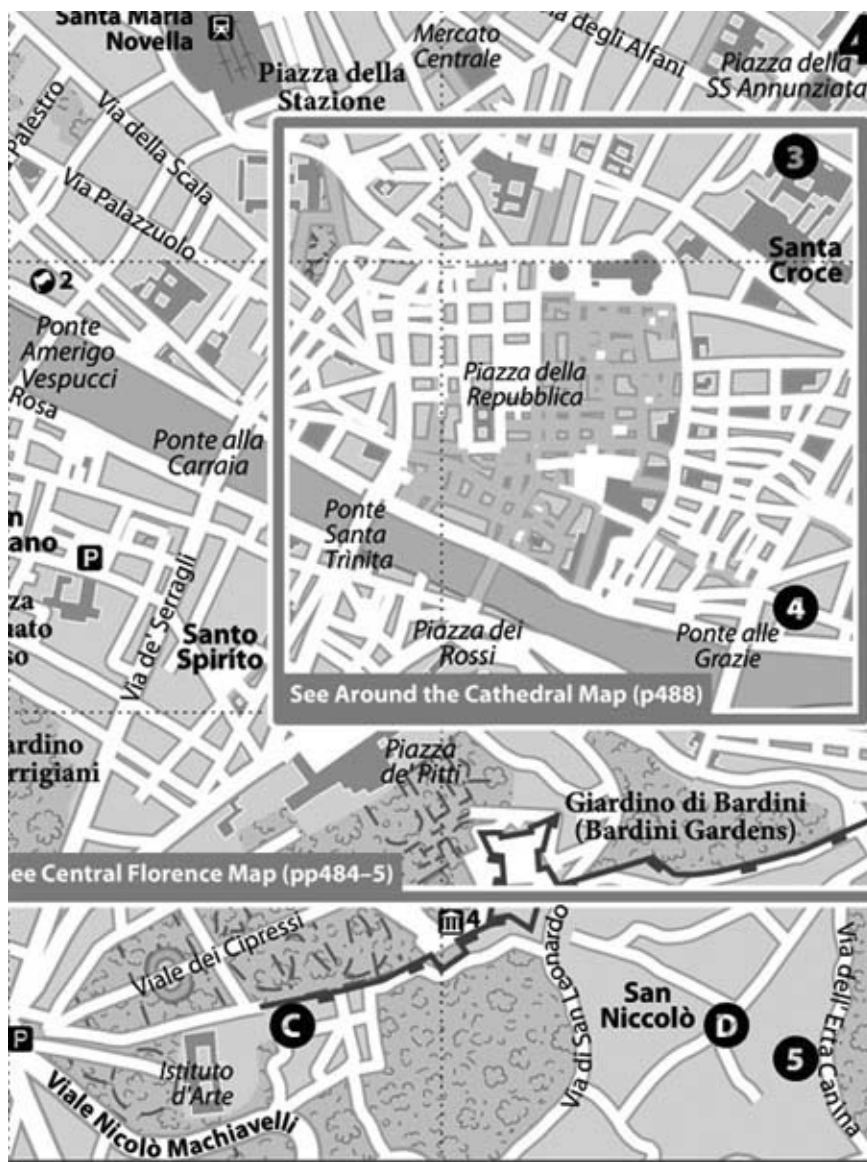 Santa Maria
Novella
Mercato
Centrale
Via degli Alfani
4
Piazza della
SS Annunziata
Piazza della
Stazione
Palestro
Via della Scala
Via Palazzuolo
3
Santa
Croce
2
Ponte
Amerigo
Vespucci
Rosa
Piazza della
Repubblica
Ponte alla
Carraia
Ponte
Santa
Trìnita
P
Via de' Serragli
Santo
Spirito
Piazza dei
Rossi
Ponte alle
Grazie
4
See Around the Cathedral Map (p488)
Piazza
de' Pitti
Giardino di Bardini
(Bardini Gardens)
ee Central Florence Map (pp484–5)
Viale dei Cipressi
4
C
Via di San Leonardo
San
Niccolò
D
5
Via dell' Erta Canina
P
Istituto
d'Arte
Viale Nicolò Machiavelli